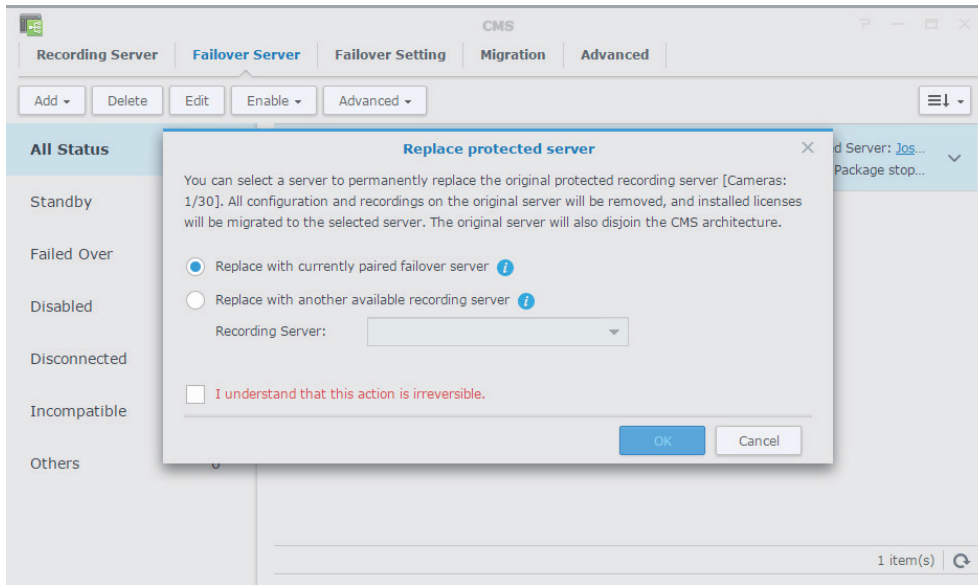 CMS
Recording Server Failover Server Failover Setting Migration Advanced
Add Delete Edit Enable Advanced
All Status
Standby
Failed Over
Disabled
Disconnected
Incompatible
Others
d Server: Jos...
Package stop...
Replace protected server
You can select a server to permanently replace the original protected recording server [Cameras:
1/30]. All configuration and recordings on the original server will be removed, and installed licenses
will be migrated to the selected server. The original server will also disjoin the CMS architecture.
Replace with currently paired failover server
Replace with another available recording server
Recording Server:
I understand that this action is irreversible.
OK Cancel
1 item(s)